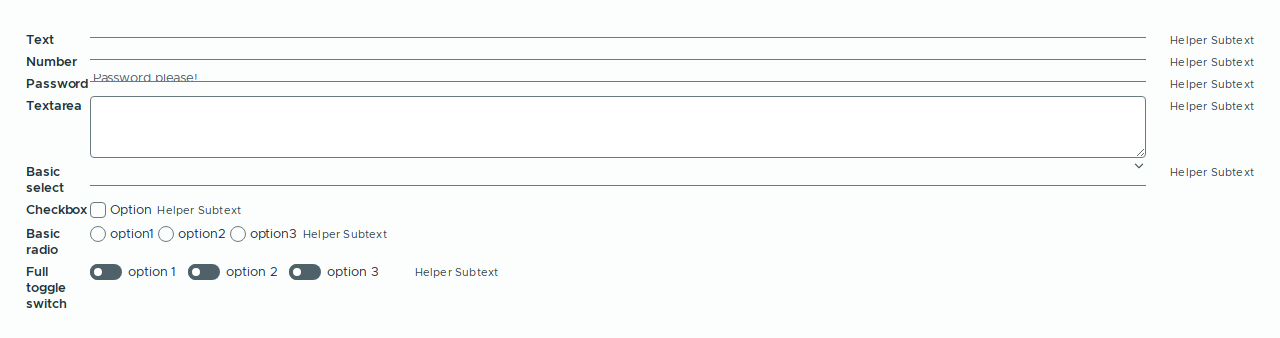 Text Helper Subtext
Number Helper Subtext
Password Password please! Helper Subtext
Textarea Helper Subtext
Basic select Helper Subtext
Checkbox Option Helper Subtext
Basic radio option1 option2 option3 Helper Subtext
Full toggle switch option 1 option 2 option 3 Helper Subtext